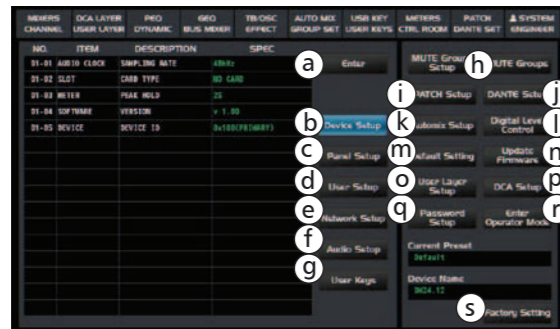 MIXERS DCA LAYER PEQ GEQ TB/OSC AUTO MIX USB KEY METERS PATCH SYSTEM
CHANNEL USER LAYER DYNAMIC BUS MIXER EFFECT GROUP SET USER KEYS CTRL ROOM DANTE SET ENGINEER
NO. ITEM DESCRIPTION SPEC
01-01 AUDIO CLOCK SAMPLING RATE 48kHz
01-02 SLOT CARD TYPE NO CARD
01-03 METER PEAK HOLD 2S
01-04 SOFTWARE VERSION v 1.00
01-05 DEVICE DEVICE ID 0x100(PRIMARY)
a Enter
b Device Setup
c Panel Setup
d User Setup
e Network Setup
f Audio Setup
g User Keys
MUTE Group Setup
h MUTE Groups
i PATCH Setup
j DANTE Setup
k Automix Setup
l Digital Level Control
m Default Setting
n Update Firmware
o User Layer Setup
p DCA Setup
q Password Setup
r Enter Operator Mode
Current Preset
Default
Device Name
s Factory Setting